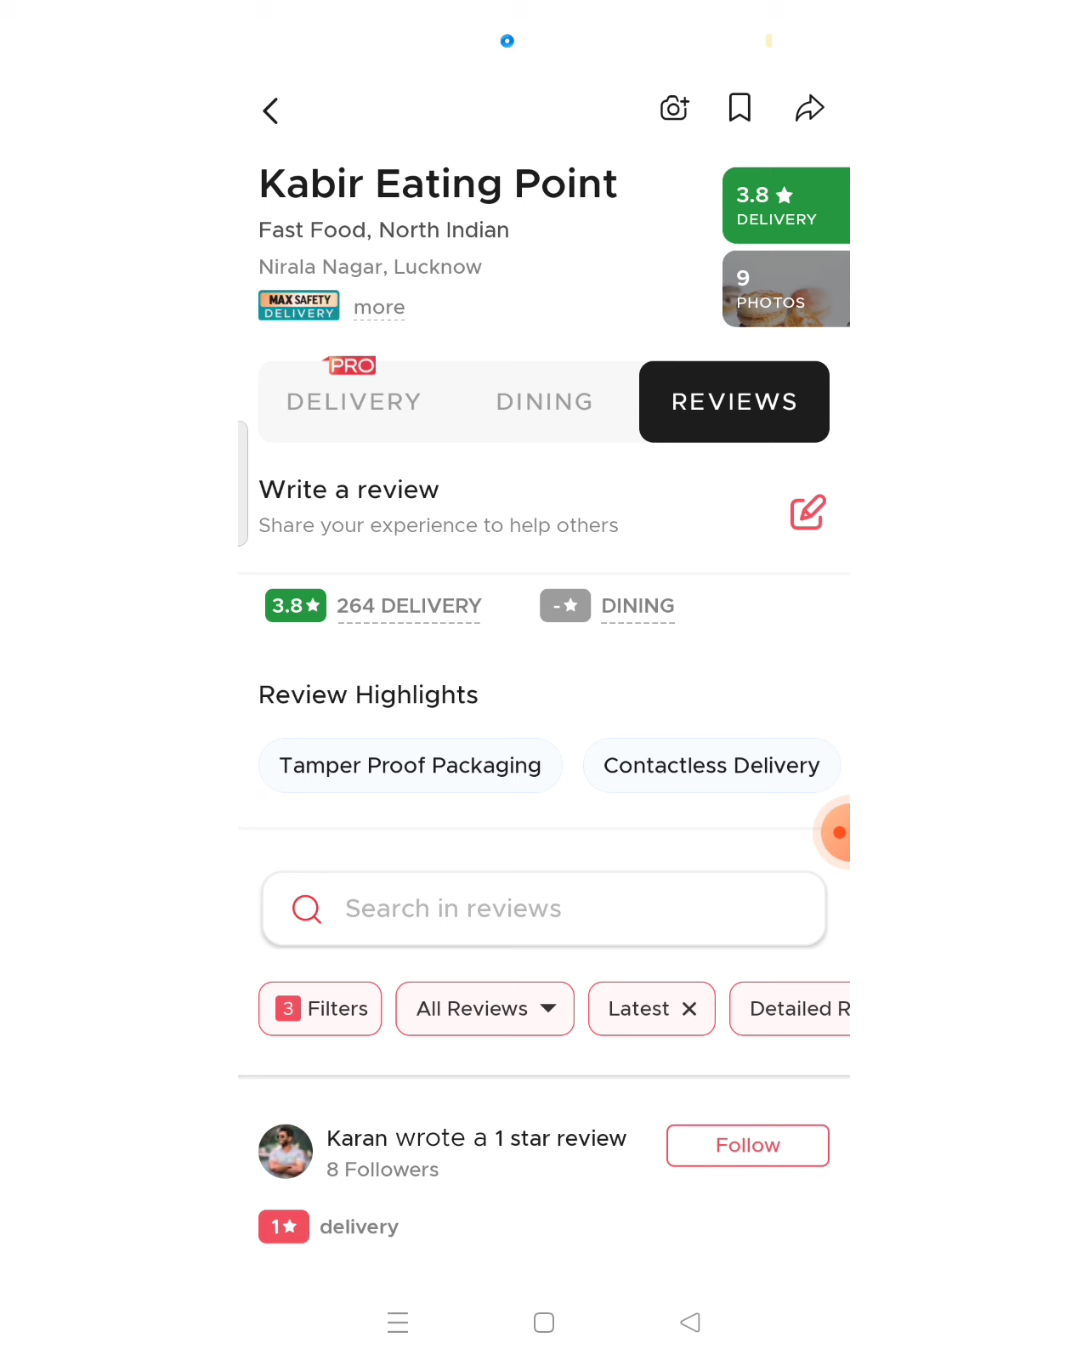 Kabir Eating Point
Fast Food, North Indian
Nirala Nagar, Lucknow
MAX SAFETY
DELIVERY
more
3.8★
DELIVERY
9
PHOTOS
PRO
DELIVERY
DINING
REVIEWS
Write a review
Share your experience to help others
3.8★ 264 DELIVERY
-★ DINING
Review Highlights
Tamper Proof Packaging
Contactless Delivery
Search in reviews
3 Filters
All Reviews
Latest ✕
Detailed R
Karan wrote a 1 star review
8 Followers
Follow
1★ delivery